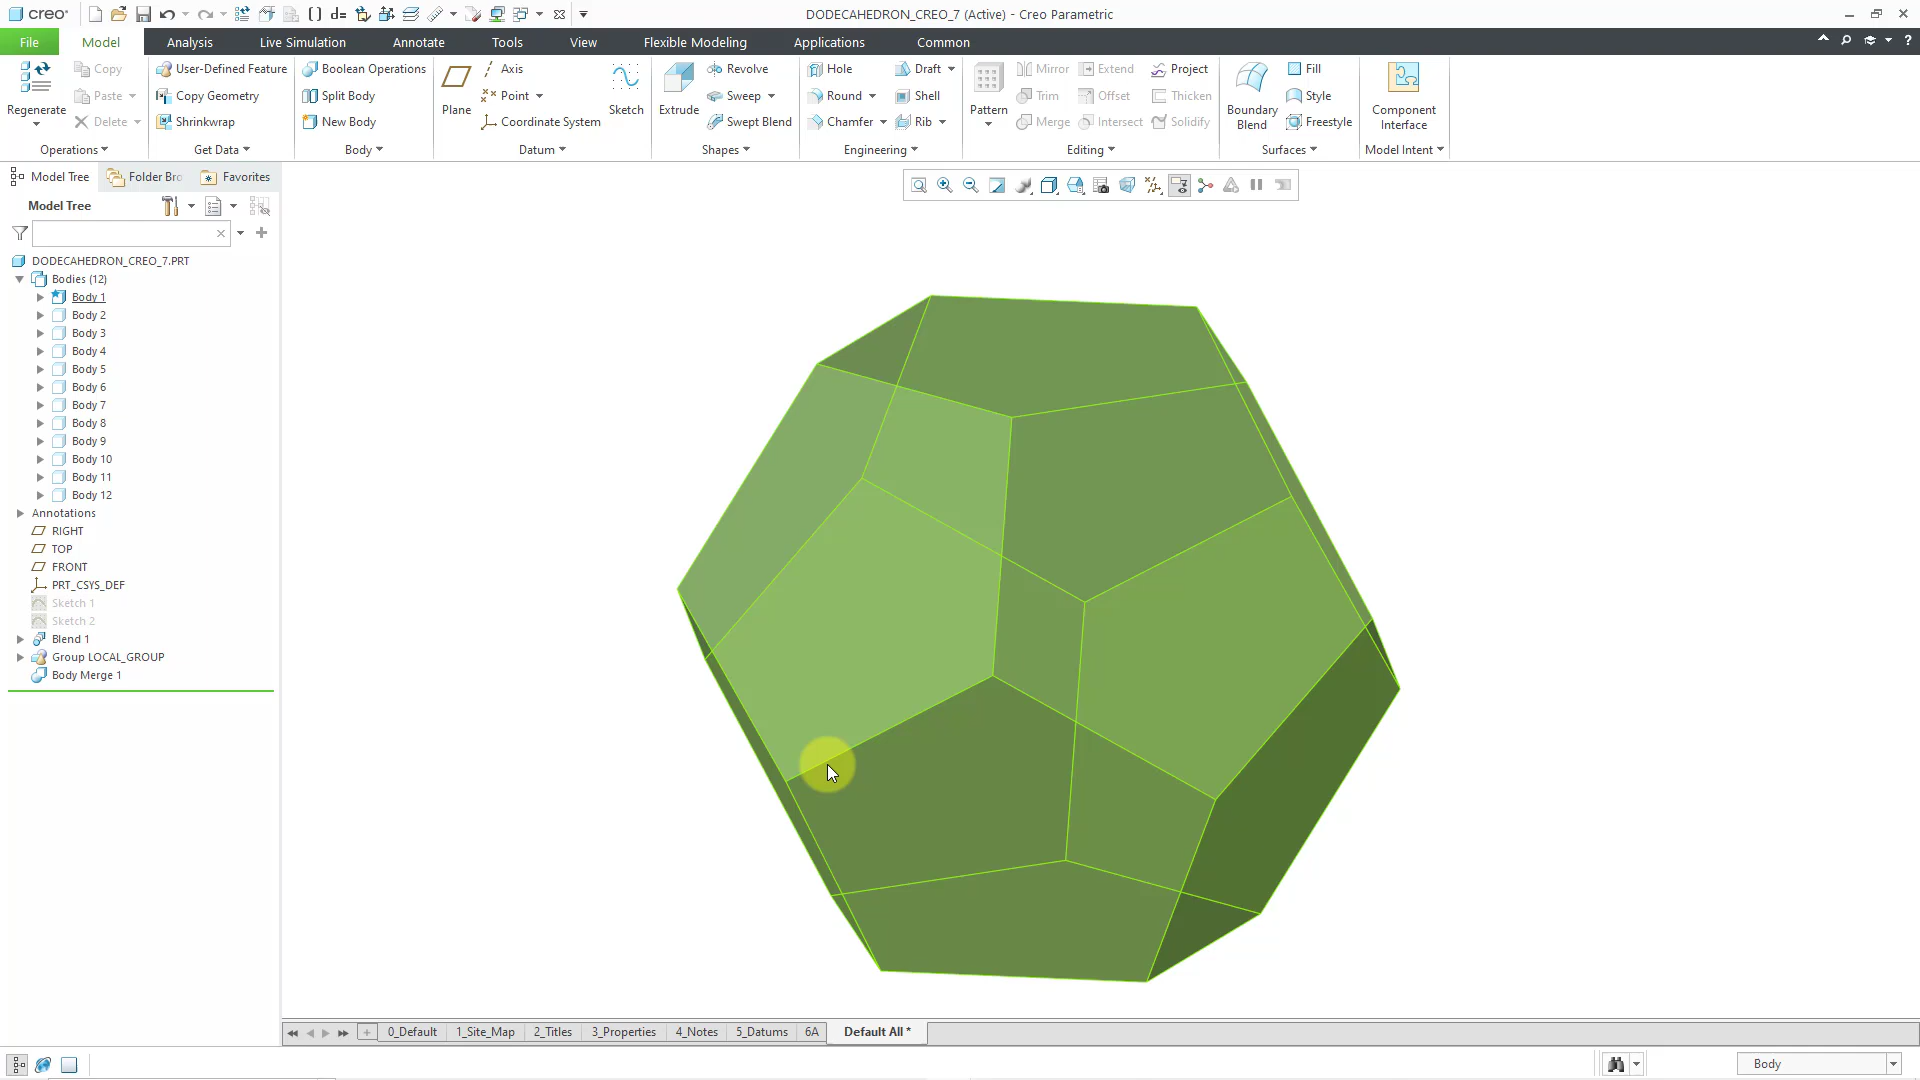 creo
DODECAHEDRON_CREO_7 (Active) - Creo Parametric
File Model Analysis Live Simulation Annotate Tools View Flexible Modeling Applications Common
Regenerate
Copy
Paste
Delete
Operations
User-Defined Feature
Copy Geometry
Shrinkwrap
Get Data
Boolean Operations
Split Body
New Body
Body
Plane
Axis
Point
Coordinate System
Sketch
Datum
Extrude
Revolve
Sweep
Swept Blend
Shapes
Hole
Round
Chamfer
Draft
Shell
Rib
Engineering
Pattern
Mirror
Trim
Merge
Extend
Offset
Intersect
Project
Thicken
Solidify
Editing
Boundary
Blend
Fill
Style
Freestyle
Surfaces
Component
Interface
Model Intent
Model Tree Folder Bro Favorites
Model Tree
DODECAHEDRON_CREO_7.PRT
Bodies (12)
Body 1
Body 2
Body 3
Body 4
Body 5
Body 6
Body 7
Body 8
Body 9
Body 10
Body 11
Body 12
Annotations
RIGHT
TOP
FRONT
PRT_CSYS_DEF
Sketch 1
Sketch 2
Blend 1
Group LOCAL_GROUP
Body Merge 1
0_Default 1_Site_Map 2_Titles 3_Properties 4_Notes 5_Datums 6A Default All *
Body